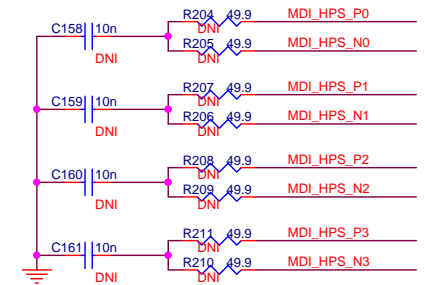 R204 49.9 MDI_HPS_P0
C158 10n DNI
R205 49.9 MDI_HPS_N0
DNI DNI
R207 49.9 MDI_HPS_P1
C159 10n DNI
R206 49.9 MDI_HPS_N1
DNI DNI
R208 49.9 MDI_HPS_P2
C160 10n DNI
R209 49.9 MDI_HPS_N2
DNI DNI
R211 49.9 MDI_HPS_P3
C161 10n DNI
R210 49.9 MDI_HPS_N3
DNI DNI